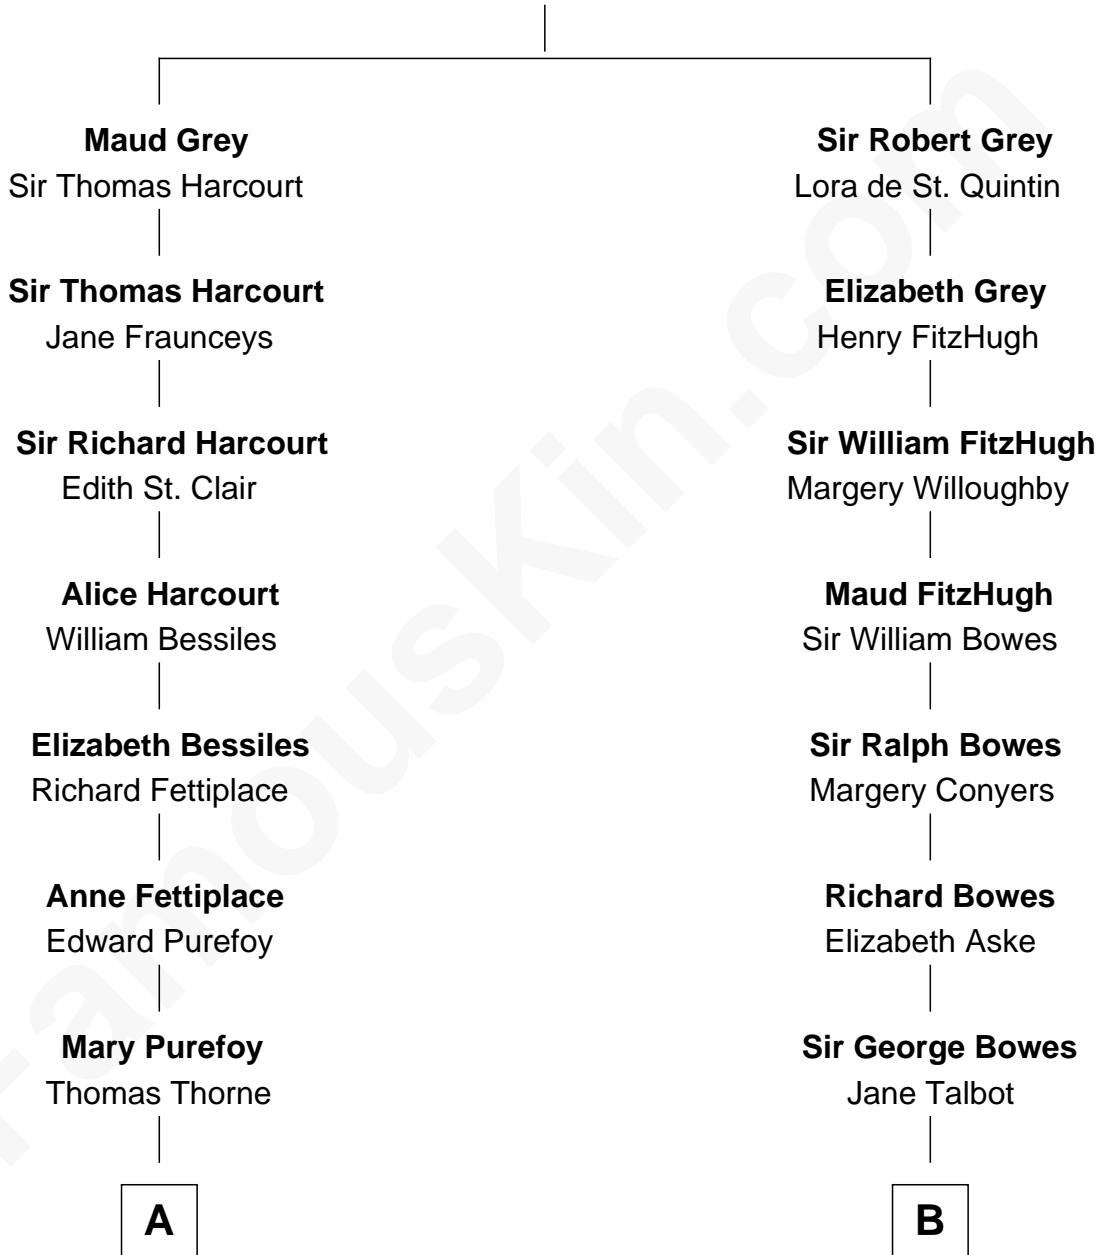 Maud Grey
Sir Thomas Harcourt
Sir Robert Grey
Lora de St. Quintin
Sir Thomas Harcourt
Jane Fraunceys
Elizabeth Grey
Henry FitzHugh
Sir Richard Harcourt
Edith St. Clair
Sir William FitzHugh
Margery Willoughby
Alice Harcourt
William Bessiles
Maud FitzHugh
Sir William Bowes
Elizabeth Bessiles
Richard Fettiplace
Sir Ralph Bowes
Margery Conyers
Anne Fettiplace
Edward Purefoy
Richard Bowes
Elizabeth Aske
Mary Purefoy
Thomas Thorne
Sir George Bowes
Jane Talbot
A
B
FamousKin.com